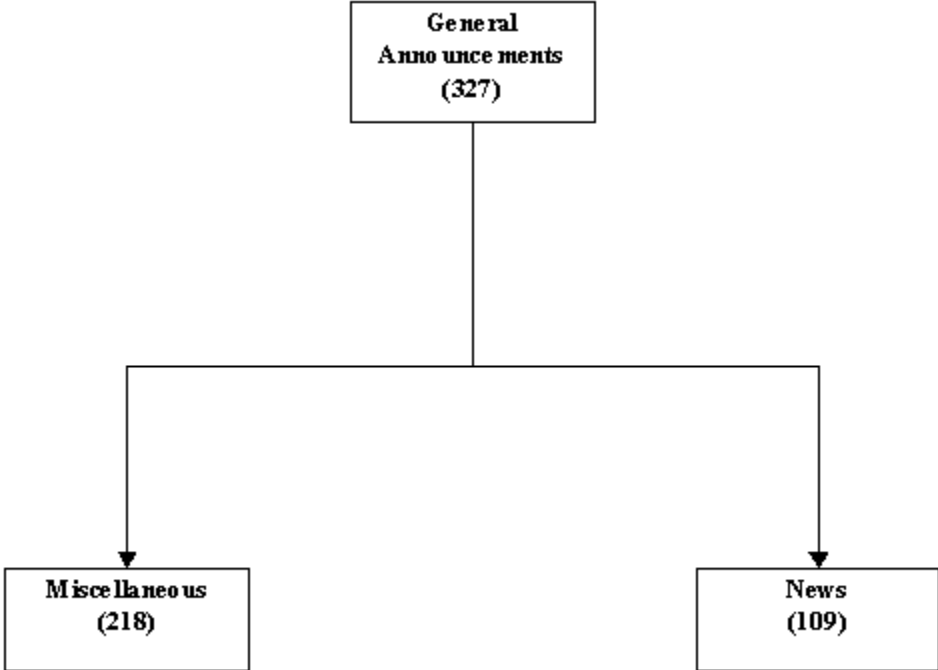 General
Announcements
(327)
Miscellaneous
(218)
News
(109)